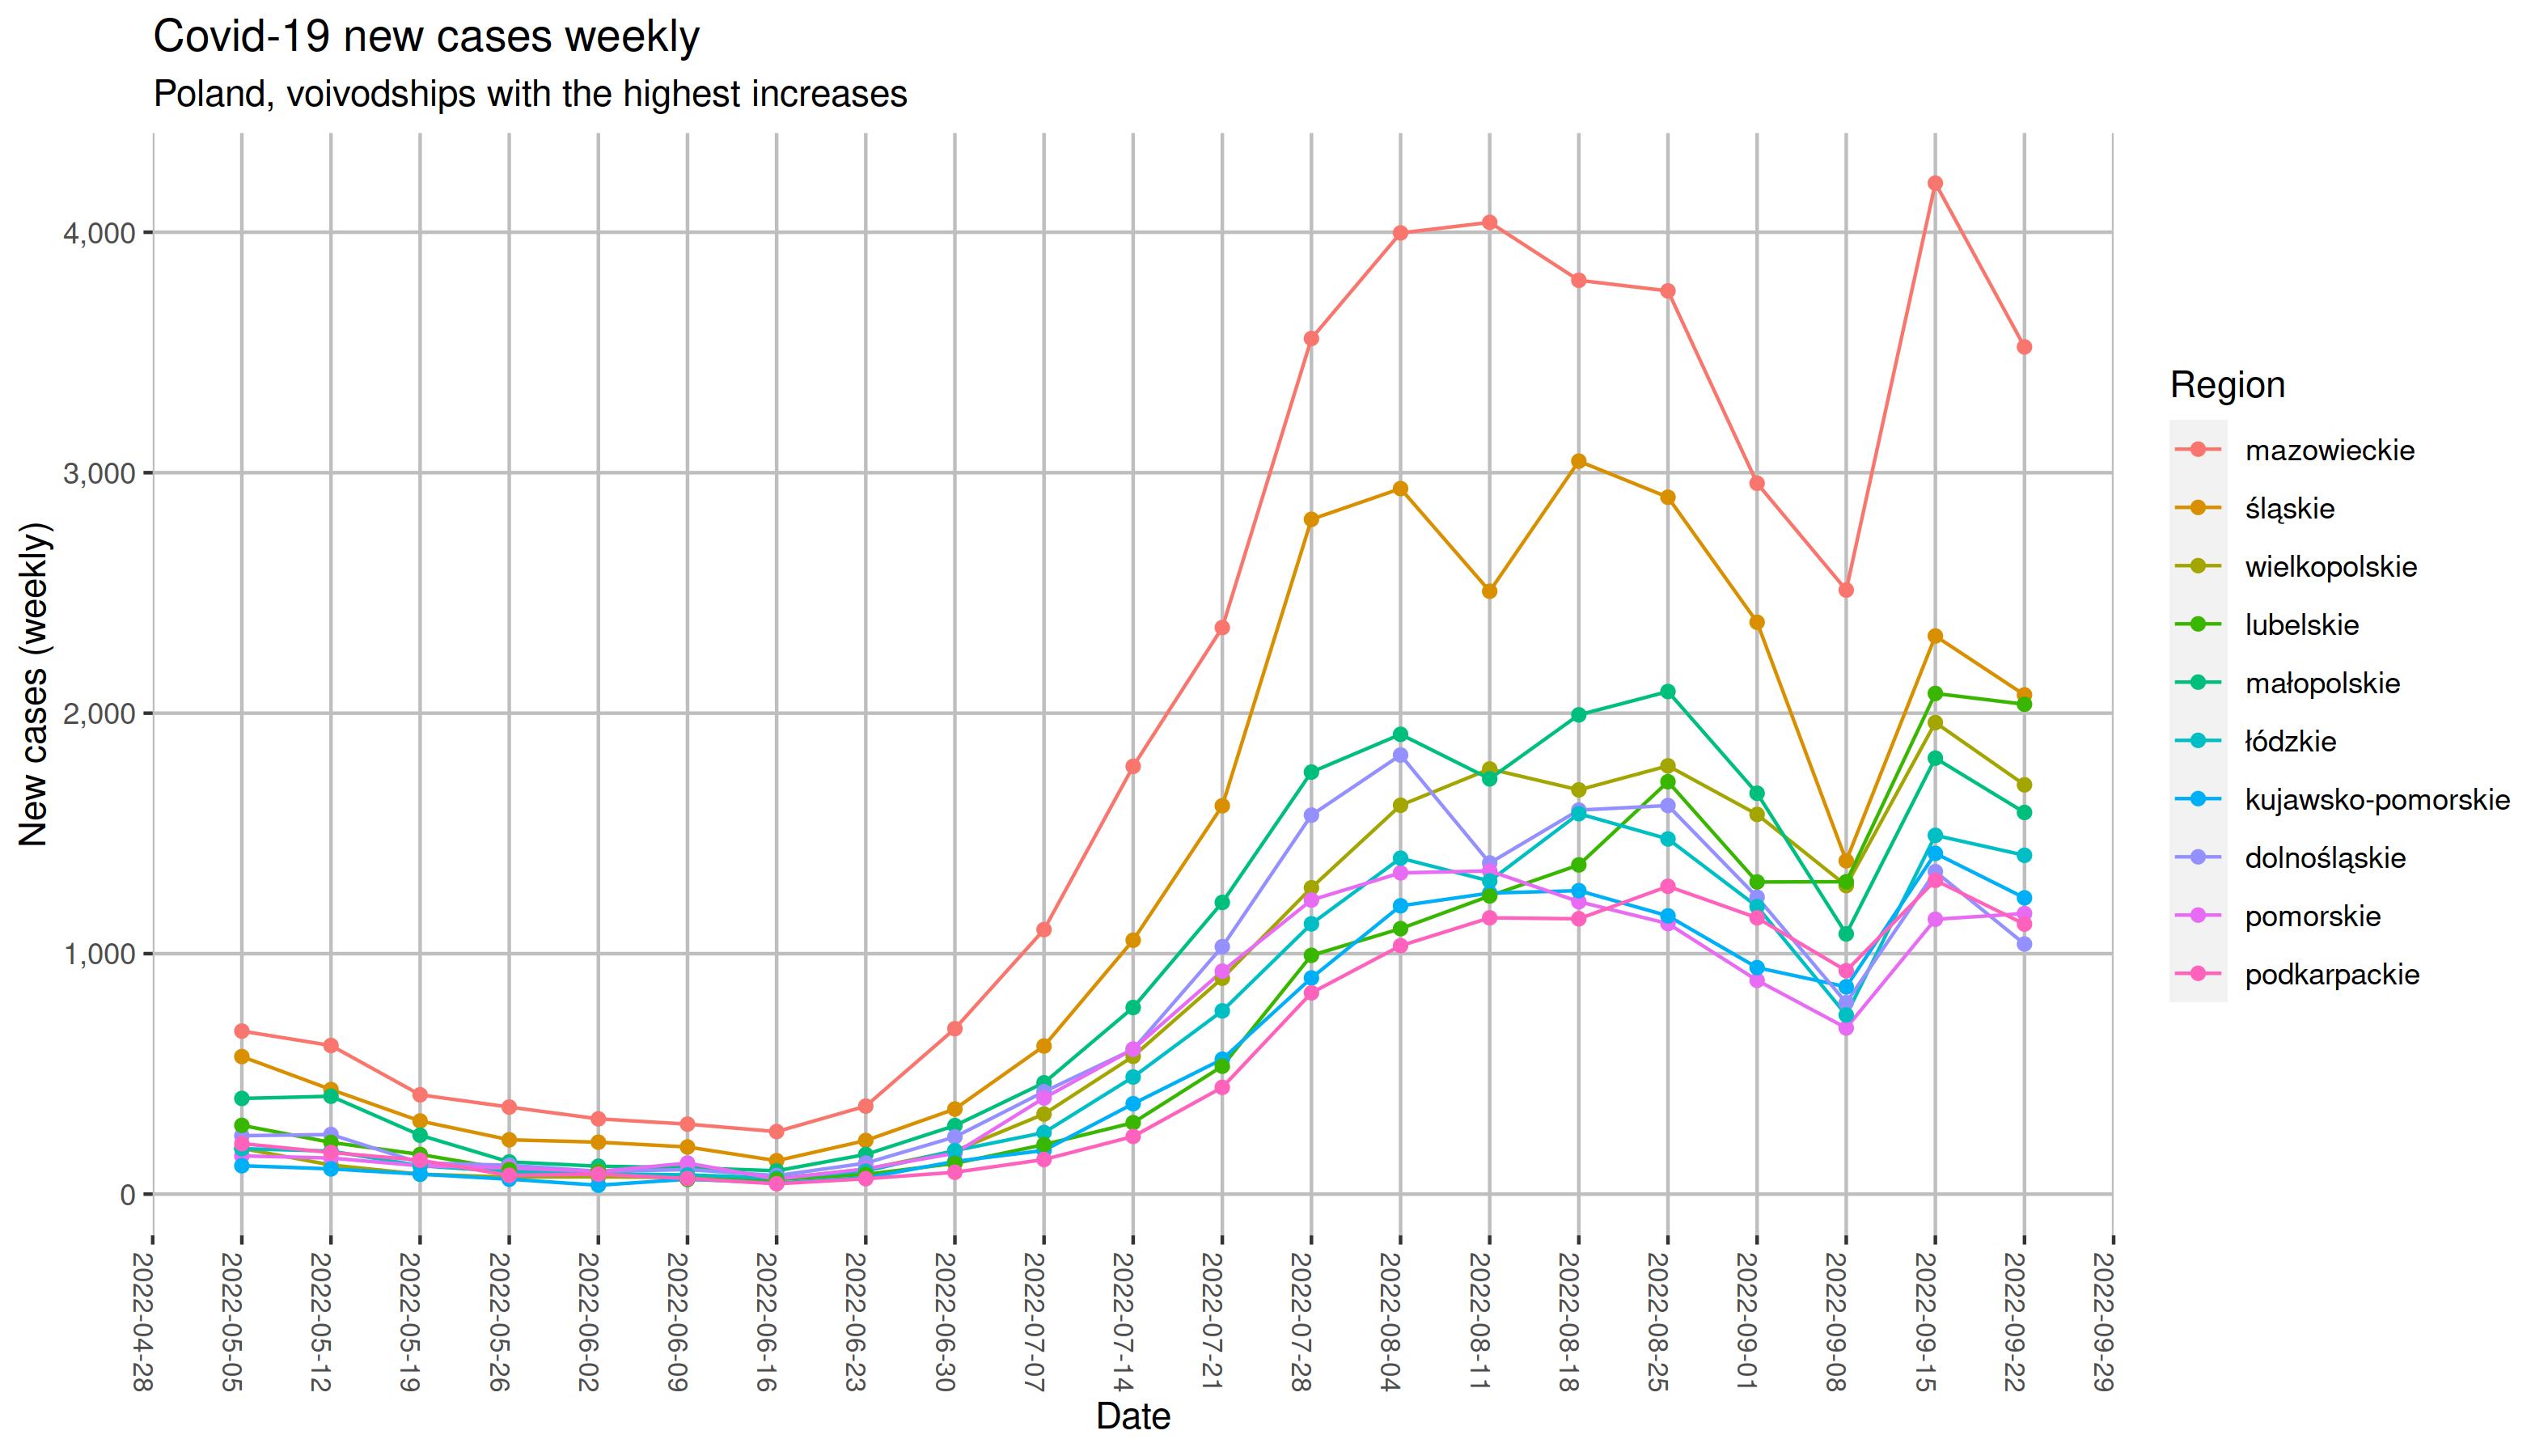 Covid-19 new cases weekly
Poland, voivodships with the highest increases
New cases (weekly)
4,000
3,000
2,000
1,000
0
2022-04-28
2022-05-05
2022-05-12
2022-05-19
2022-05-26
2022-06-02
2022-06-09
2022-06-16
2022-06-23
2022-06-30
2022-07-07
2022-07-14
2022-07-21
2022-07-28
2022-08-04
2022-08-11
2022-08-18
2022-08-25
2022-09-01
2022-09-08
2022-09-15
2022-09-22
2022-09-29
Date
Region
mazowieckie
śląskie
wielkopolskie
lubelskie
małopolskie
łódzkie
kujawsko-pomorskie
dolnośląskie
pomorskie
podkarpackie